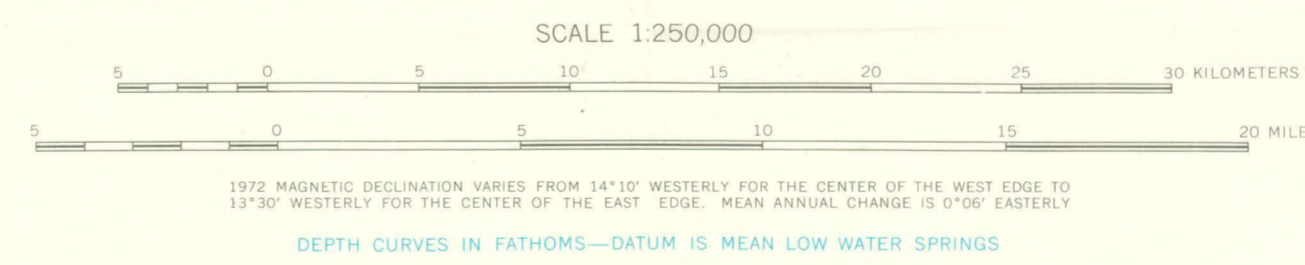 SCALE 1:250,000
5 0 5 10 15 20 25 30 KILOMETERS
5 0 5 10 15 20 MILE
1972 MAGNETIC DECLINATION VARIES FROM 14°10' WESTERLY FOR THE CENTER OF THE WEST EDGE TO
13°30' WESTERLY FOR THE CENTER OF THE EAST EDGE. MEAN ANNUAL CHANGE IS 0°06' EASTERLY
DEPTH CURVES IN FATHOMS—DATUM IS MEAN LOW WATER SPRINGS